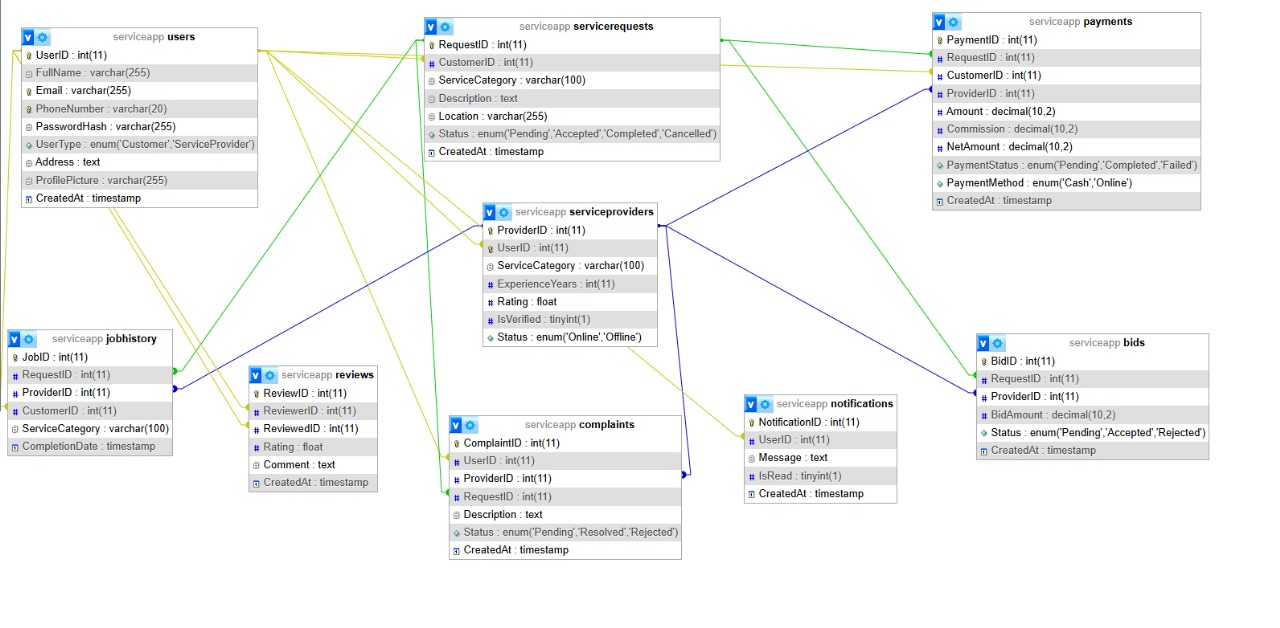 serviceapp users
UserID : int(11)
FullName : varchar(255)
Email : varchar(255)
PhoneNumber : varchar(20)
PasswordHash : varchar(255)
UserType : enum('Customer','ServiceProvider')
Address : text
ProfilePicture : varchar(255)
CreatedAt : timestamp
serviceapp servicerequests
RequestID : int(11)
CustomerID : int(11)
ServiceCategory : varchar(100)
Description : text
Location : varchar(255)
Status : enum('Pending','Accepted','Completed','Cancelled')
CreatedAt : timestamp
serviceapp payments
PaymentID : int(11)
RequestID : int(11)
CustomerID : int(11)
ProviderID : int(11)
Amount : decimal(10,2)
Commission : decimal(10,2)
NetAmount : decimal(10,2)
PaymentStatus : enum('Pending','Completed','Failed')
PaymentMethod : enum('Cash','Online')
CreatedAt : timestamp
serviceapp serviceproviders
ProviderID : int(11)
UserID : int(11)
ServiceCategory : varchar(100)
ExperienceYears : int(11)
Rating : float
IsVerified : tinyint(1)
Status : enum('Online','Offline')
serviceapp jobhistory
JobID : int(11)
RequestID : int(11)
ProviderID : int(11)
CustomerID : int(11)
ServiceCategory : varchar(100)
CompletionDate : timestamp
serviceapp reviews
ReviewID : int(11)
ReviewerID : int(11)
ReviewedID : int(11)
Rating : float
Comment : text
CreatedAt : timestamp
serviceapp complaints
ComplaintID : int(11)
UserID : int(11)
ProviderID : int(11)
RequestID : int(11)
Description : text
Status : enum('Pending','Resolved','Rejected')
CreatedAt : timestamp
serviceapp notifications
NotificationID : int(11)
UserID : int(11)
Message : text
IsRead : tinyint(1)
CreatedAt : timestamp
serviceapp bids
BidID : int(11)
RequestID : int(11)
ProviderID : int(11)
BidAmount : decimal(10,2)
Status : enum('Pending','Accepted','Rejected')
CreatedAt : timestamp